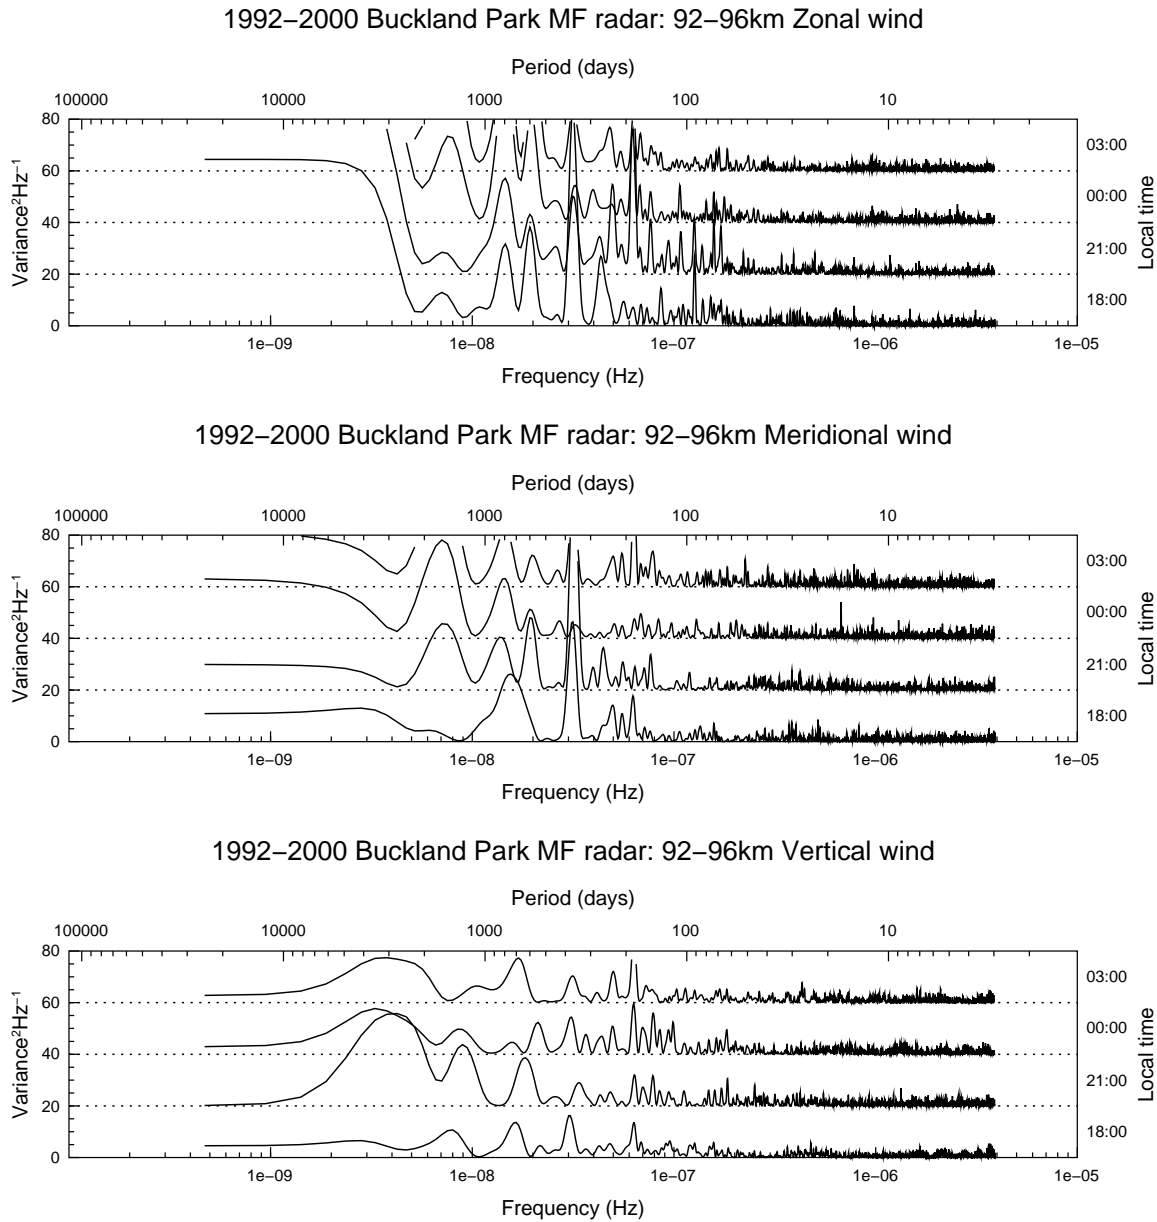 1992−2000 Buckland Park MF radar: 92−96km Zonal wind
Period (days)
100000 10000 1000 100 10
80
60
40
20
0
Variance²Hz⁻¹
03:00
00:00
21:00
18:00
Local time
1e−09 1e−08 1e−07 1e−06 1e−05
Frequency (Hz)
1992−2000 Buckland Park MF radar: 92−96km Meridional wind
Period (days)
100000 10000 1000 100 10
80
60
40
20
0
Variance²Hz⁻¹
03:00
00:00
21:00
18:00
Local time
1e−09 1e−08 1e−07 1e−06 1e−05
Frequency (Hz)
1992−2000 Buckland Park MF radar: 92−96km Vertical wind
Period (days)
100000 10000 1000 100 10
80
60
40
20
0
Variance²Hz⁻¹
03:00
00:00
21:00
18:00
Local time
1e−09 1e−08 1e−07 1e−06 1e−05
Frequency (Hz)